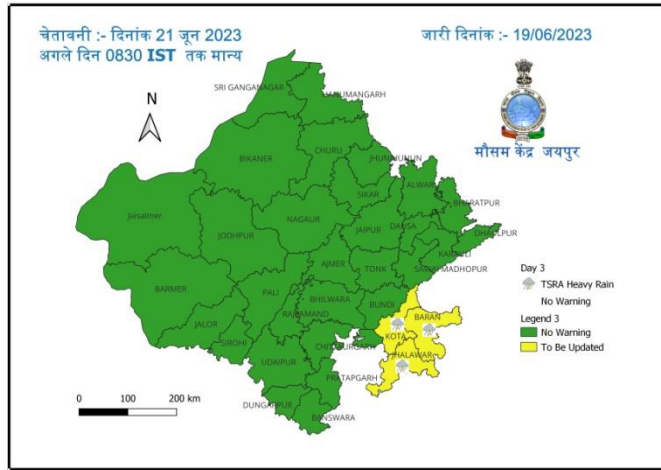 चेतावनी :- दिनांक 21 जून 2023
अगले दिन 0830 IST तक मान्य
जारी दिनांक :- 19/06/2023
मौसम केंद्र जयपुर
N
SRI GANGANAGAR
HANUMANGARH
BIKANER
CHURU
JHUNJHUNUN
SIKAR
ALWAR
BHARATPUR
Jaisalmer
JODHPUR
NAGAUR
JAIPUR
DAUSA
DHAULPUR
KARAULI
AJMER
TONK
SAWAI MADHOPUR
BARMER
PALI
BHILWARA
BUNDI
BARAN
RAJSAMAND
JALOR
SIROHI
CHITTAURGARH
KOTA
JHALAWAR
UDAIPUR
PRATAPGARH
DUNGARPUR
BANSWARA
Day 3
TSRA Heavy Rain
No Warning
Legend 3
No Warning
To Be Updated
0 100 200 km